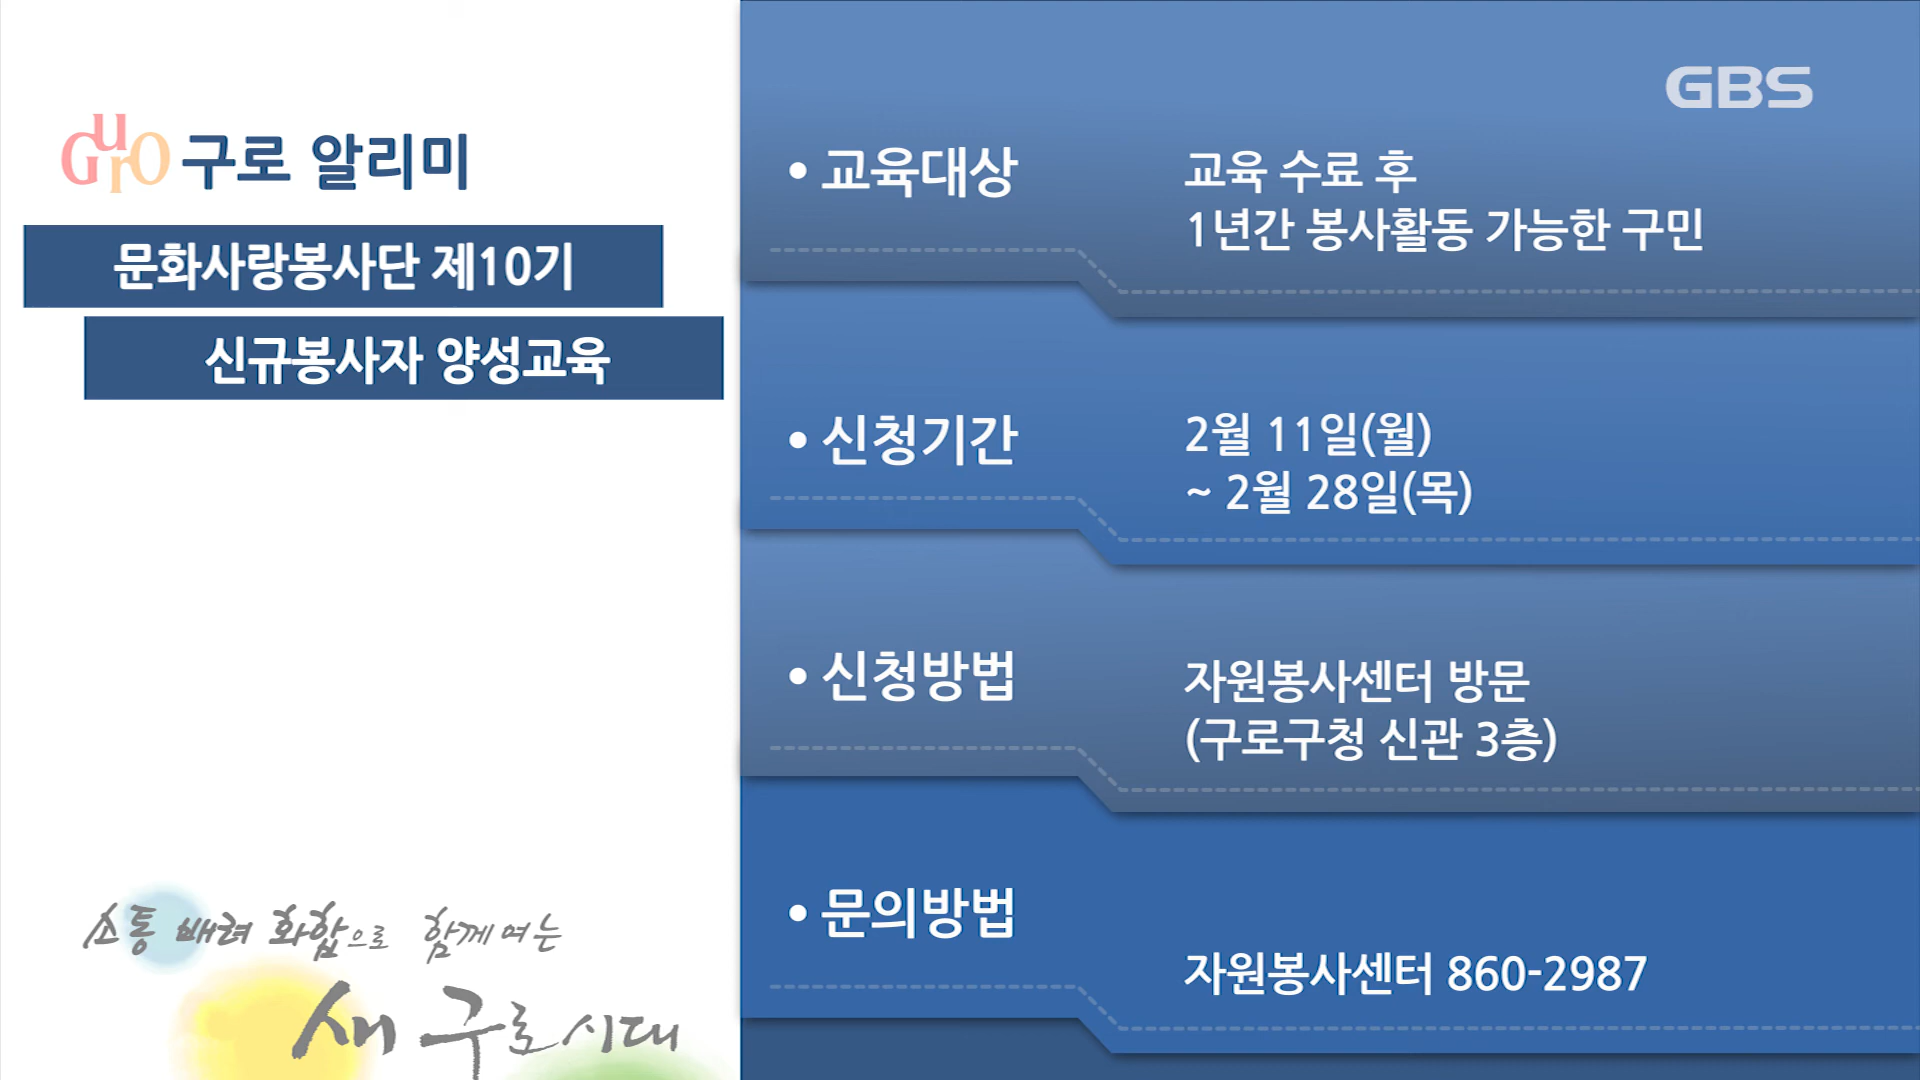 GurO 구로 알리미
문화사랑봉사단 제10기
신규봉사자 양성교육
소통 배려 화합으로 함께 여는
새 구로시대
GBS
• 교육대상
교육 수료 후
1년간 봉사활동 가능한 구민
• 신청기간
2월 11일(월)
~ 2월 28일(목)
• 신청방법
자원봉사센터 방문
(구로구청 신관 3층)
• 문의방법
자원봉사센터 860-2987